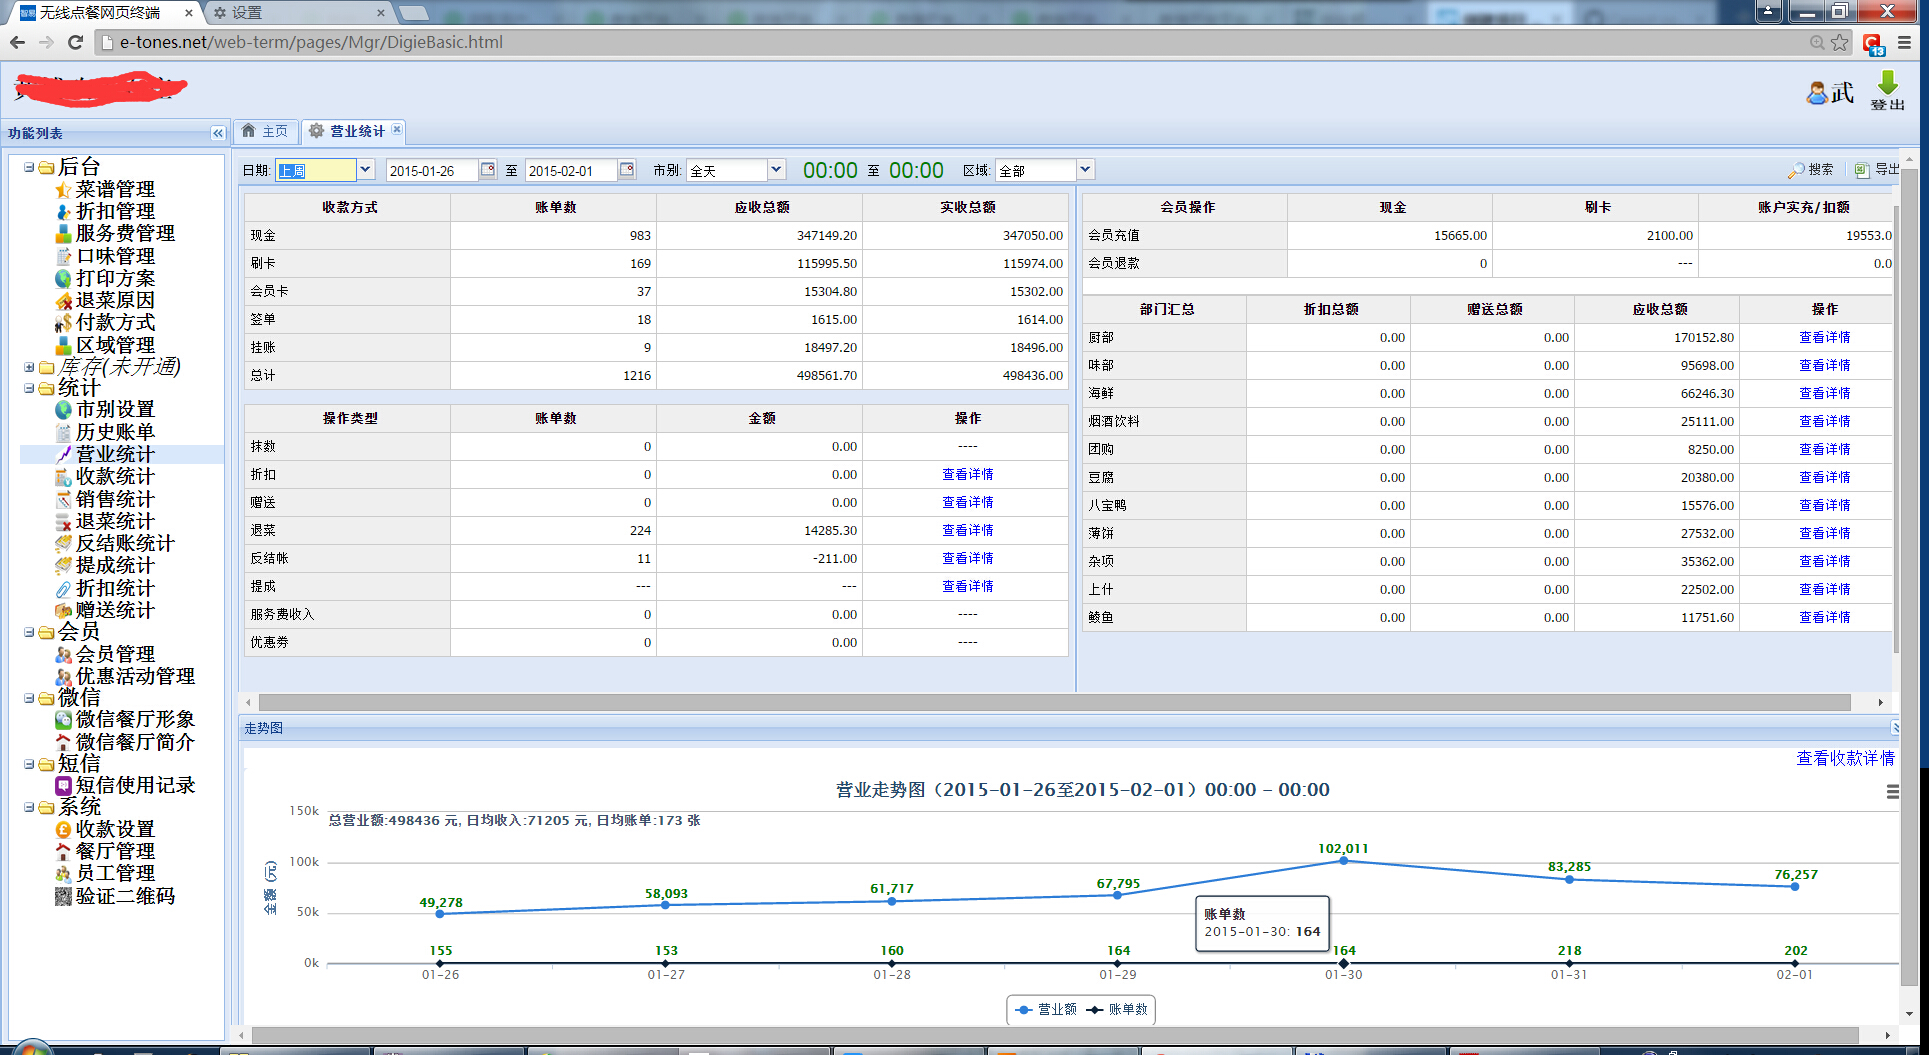 无线点餐网页终端
设置
e-tones.net/web-term/pages/Mgr/DigieBasic.html
13
武
登出
功能列表
主页
营业统计
后台
菜谱管理
折扣管理
服务费管理
口味管理
打印方案
退菜原因
付款方式
区域管理
库存(未开通)
统计
市别设置
历史账单
营业统计
收款统计
销售统计
退菜统计
反结账统计
提成统计
折扣统计
赠送统计
会员
会员管理
优惠活动管理
微信
微信餐厅形象
微信餐厅简介
短信
短信使用记录
系统
收款设置
餐厅管理
员工管理
验证二维码
日期: 上周 2015-01-26 至 2015-02-01 市别: 全天 00:00 至 00:00 区域: 全部 搜索 导出
收款方式 账单数 应收总额 实收总额
现金 983 347149.20 347050.00
刷卡 169 115995.50 115974.00
会员卡 37 15304.80 15302.00
签单 18 1615.00 1614.00
挂账 9 18497.20 18496.00
总计 1216 498561.70 498436.00
操作类型 账单数 金额 操作
抹数 0 0.00 ----
折扣 0 0.00 查看详情
赠送 0 0.00 查看详情
退菜 224 14285.30 查看详情
反结帐 11 -211.00 查看详情
提成 --- --- 查看详情
服务费收入 0 0.00 ----
优惠券 0 0.00 ----
会员操作 现金 刷卡 账户实充/扣额
会员充值 15665.00 2100.00 19553.0
会员退款 0 --- 0.0
部门汇总 折扣总额 赠送总额 应收总额 操作
厨部 0.00 0.00 170152.80 查看详情
味部 0.00 0.00 95698.00 查看详情
海鲜 0.00 0.00 66246.30 查看详情
烟酒饮料 0.00 0.00 25111.00 查看详情
团购 0.00 0.00 8250.00 查看详情
豆腐 0.00 0.00 20380.00 查看详情
八宝鸭 0.00 0.00 15576.00 查看详情
薄饼 0.00 0.00 27532.00 查看详情
杂项 0.00 0.00 35362.00 查看详情
上什 0.00 0.00 22502.00 查看详情
鲮鱼 0.00 0.00 11751.60 查看详情
走势图
查看收款详情
营业走势图（2015-01-26至2015-02-01）00:00 - 00:00
总营业额:498436 元, 日均收入:71205 元, 日均账单:173 张
金额 (元)
150k
100k
50k
0k
49,278 58,093 61,717 67,795 102,011 83,285 76,257
账单数
2015-01-30: 164
155 153 160 164 164 218 202
01-26 01-27 01-28 01-29 01-30 01-31 02-01
营业额 账单数